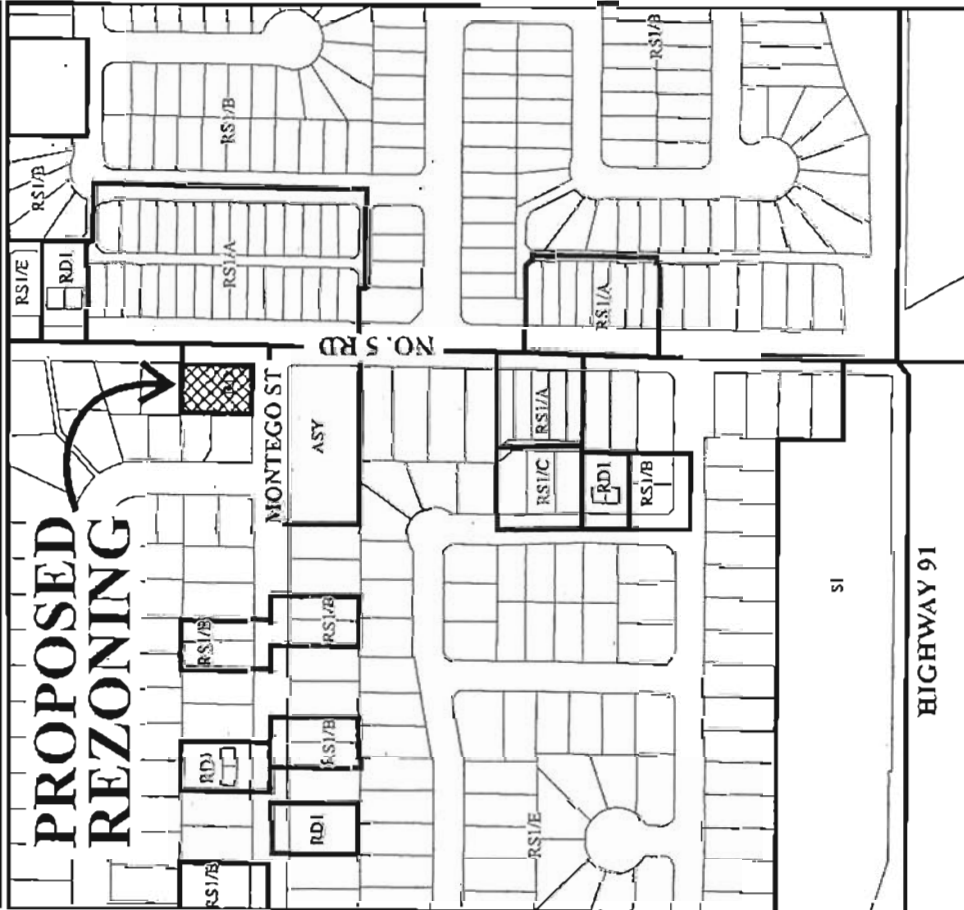 RS1/B
RS1/B
RS1/B
RS1/E
RD1
RS1/A
RS1/A
NO. 5 RD
MONTEGO ST
ASY
RS1/A
RS1/C
RD1
RS1/B
PROPOSED
REZONING
RS1/B
RS1/B
SI
HIGHWAY 91
RD1
RS1/B
RD1
RS1/E
RS1/B